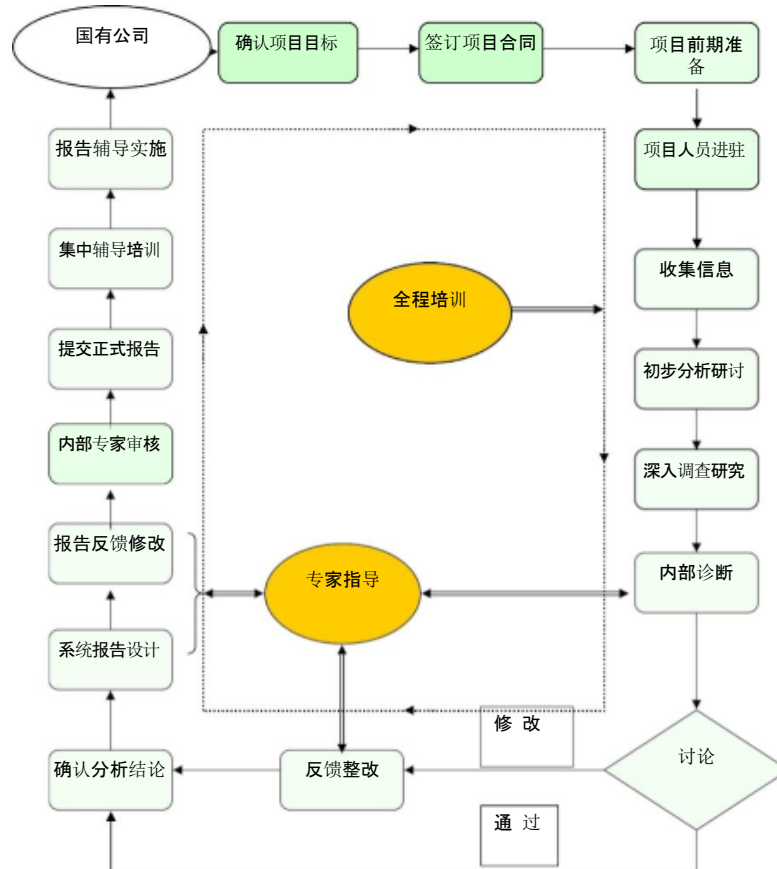 国有公司
确认项目目标
签订项目合同
项目前期准
备
报告辅导实施
项目人员进驻
集中辅导培训
收集信息
全程培训
提交正式报告
初步分析研讨
内部专家审核
深入调查研究
报告反馈修改
专家指导
内部诊断
系统报告设计
修 改
确认分析结论
反馈整改
讨论
通 过